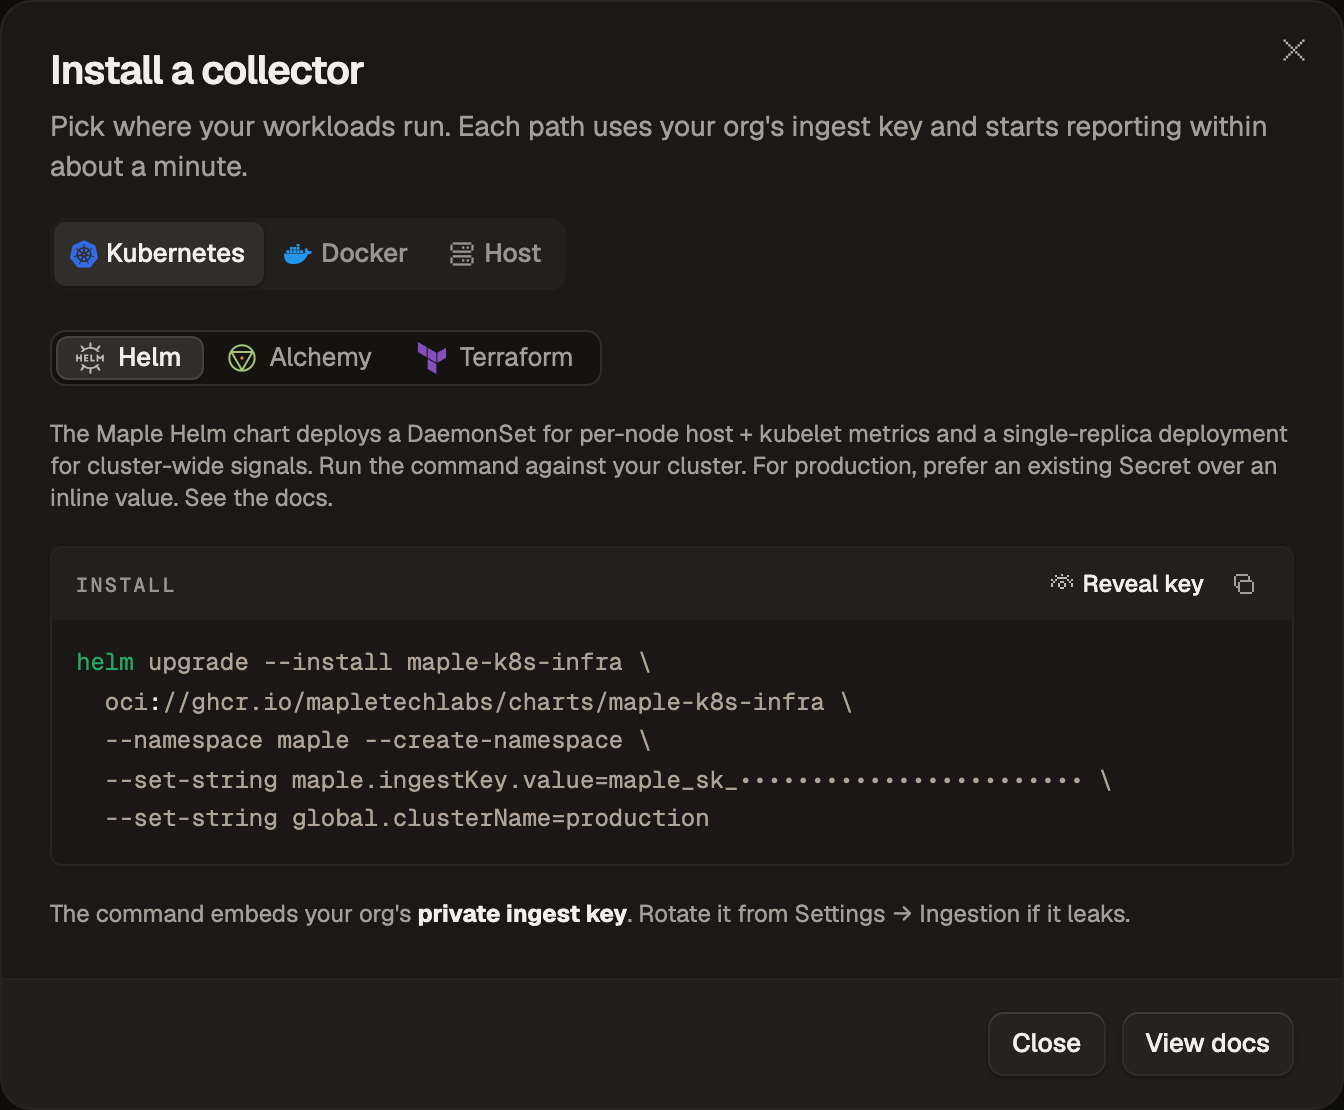 Install a collector
Pick where your workloads run. Each path uses your org's ingest key and starts reporting within
about a minute.
Kubernetes Docker Host
HELM Helm Alchemy Terraform
The Maple Helm chart deploys a DaemonSet for per-node host + kubelet metrics and a single-replica deployment
for cluster-wide signals. Run the command against your cluster. For production, prefer an existing Secret over an
inline value. See the docs.
INSTALL Reveal key
helm upgrade --install maple-k8s-infra \
  oci://ghcr.io/mapletechlabs/charts/maple-k8s-infra \
  --namespace maple --create-namespace \
  --set-string maple.ingestKey.value=maple_sk_•••••••••••••••••••••••• \
  --set-string global.clusterName=production
The command embeds your org's private ingest key. Rotate it from Settings → Ingestion if it leaks.
Close View docs